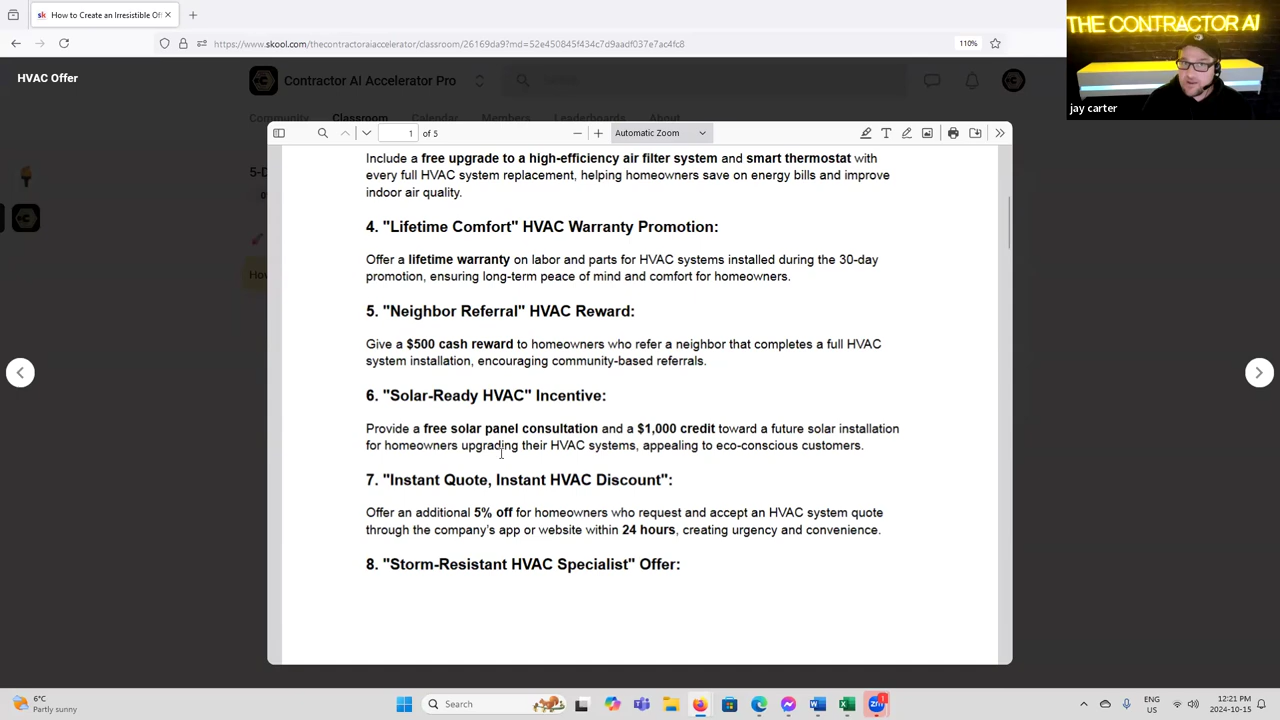 How to Create an Irresistible Of
https://www.skool.com/thecontractoraiaccelerator/classroom/26169da9?md=52e450845f434c7d9aadf037e7ac4fc8
110%
THE CONTRACTOR AI
jay carter
HVAC Offer
Contractor AI Accelerator Pro
Community Classroom Calendar Members Leaderboards About
1 of 5
Automatic Zoom
5-D
How
Include a free upgrade to a high-efficiency air filter system and smart thermostat with
every full HVAC system replacement, helping homeowners save on energy bills and improve
indoor air quality.
4. "Lifetime Comfort" HVAC Warranty Promotion:
Offer a lifetime warranty on labor and parts for HVAC systems installed during the 30-day
promotion, ensuring long-term peace of mind and comfort for homeowners.
5. "Neighbor Referral" HVAC Reward:
Give a $500 cash reward to homeowners who refer a neighbor that completes a full HVAC
system installation, encouraging community-based referrals.
6. "Solar-Ready HVAC" Incentive:
Provide a free solar panel consultation and a $1,000 credit toward a future solar installation
for homeowners upgrading their HVAC systems, appealing to eco-conscious customers.
7. "Instant Quote, Instant HVAC Discount":
Offer an additional 5% off for homeowners who request and accept an HVAC system quote
through the company's app or website within 24 hours, creating urgency and convenience.
8. "Storm-Resistant HVAC Specialist" Offer:
6°C
Partly sunny
Search
ENG
US
12:21 PM
2024-10-15